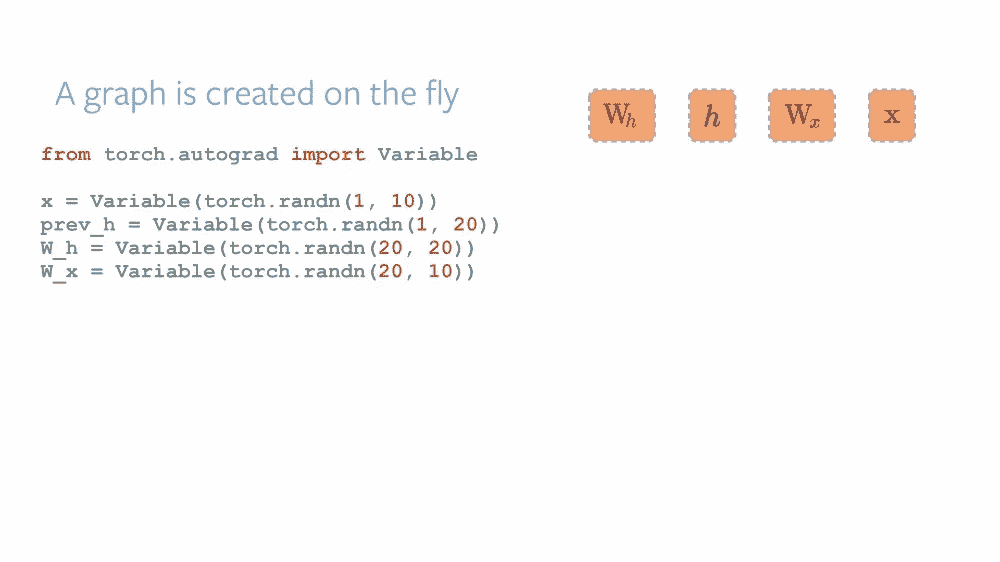 A graph is created on the fly
W_h h W_x x
from torch.autograd import Variable
x = Variable(torch.randn(1, 10))
prev_h = Variable(torch.randn(1, 20))
W_h = Variable(torch.randn(20, 20))
W_x = Variable(torch.randn(20, 10))